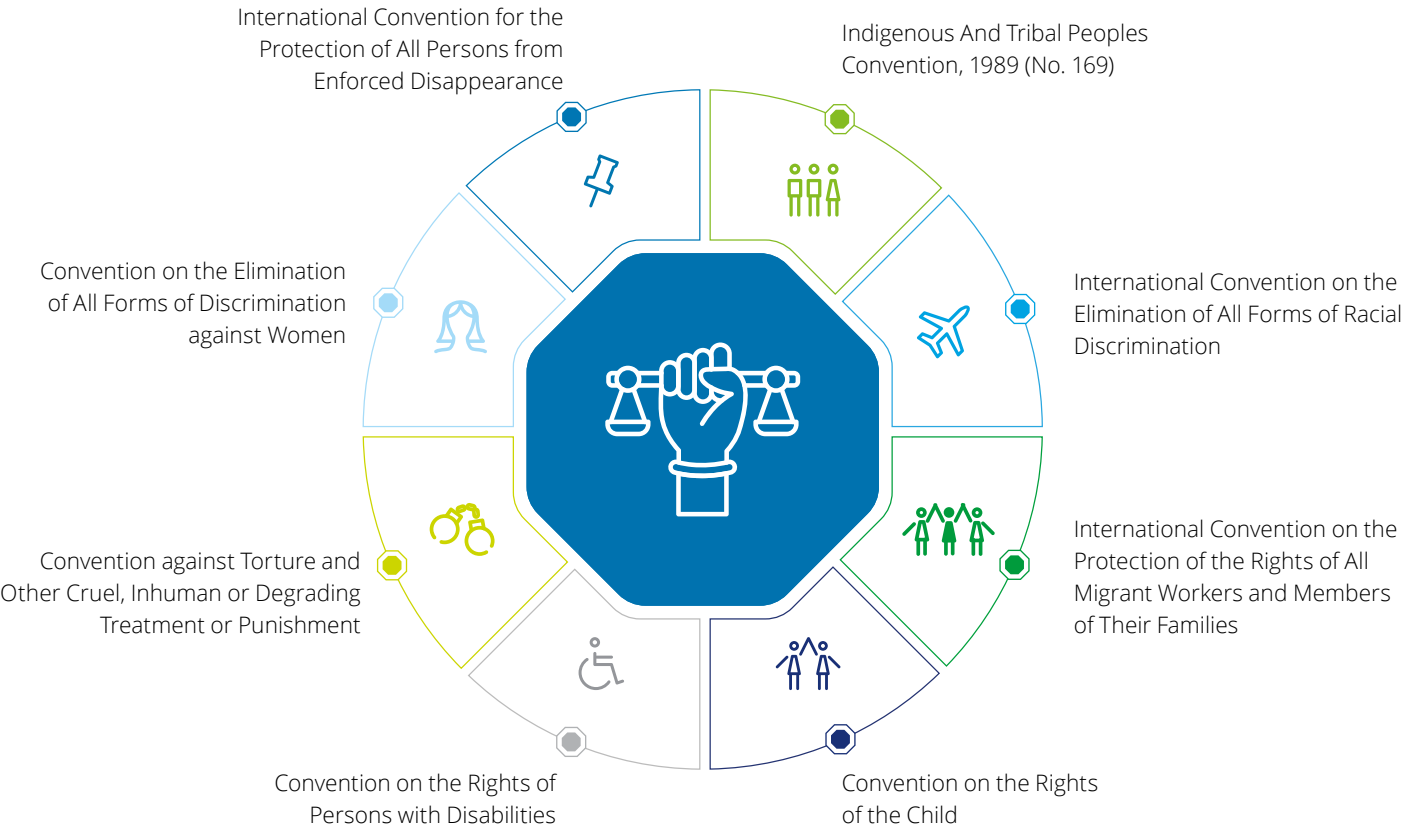 International Convention for the
Protection of All Persons from
Enforced Disappearance
Indigenous And Tribal Peoples
Convention, 1989 (No. 169)
Convention on the Elimination
of All Forms of Discrimination
against Women
International Convention on the
Elimination of All Forms of Racial
Discrimination
Convention against Torture and
Other Cruel, Inhuman or Degrading
Treatment or Punishment
International Convention on the
Protection of the Rights of All
Migrant Workers and Members
of Their Families
Convention on the Rights of
Persons with Disabilities
Convention on the Rights
of the Child